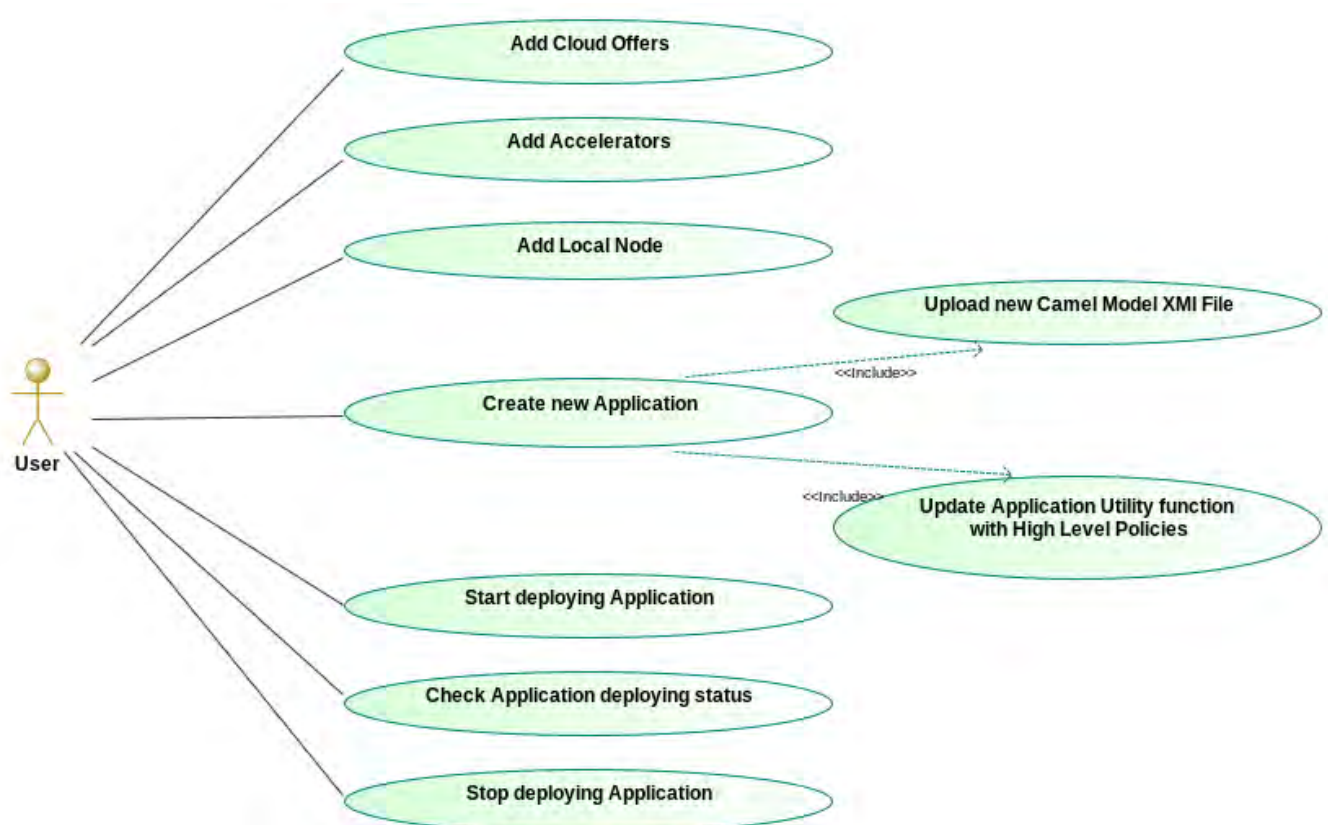 Add Cloud Offers
Add Accelerators
Add Local Node
Upload new Camel Model XMI File
<<Include>>
Create new Application
User
<<Include>>
Update Application Utility function
with High Level Policies
Start deploying Application
Check Application deploying status
Stop deploying Application